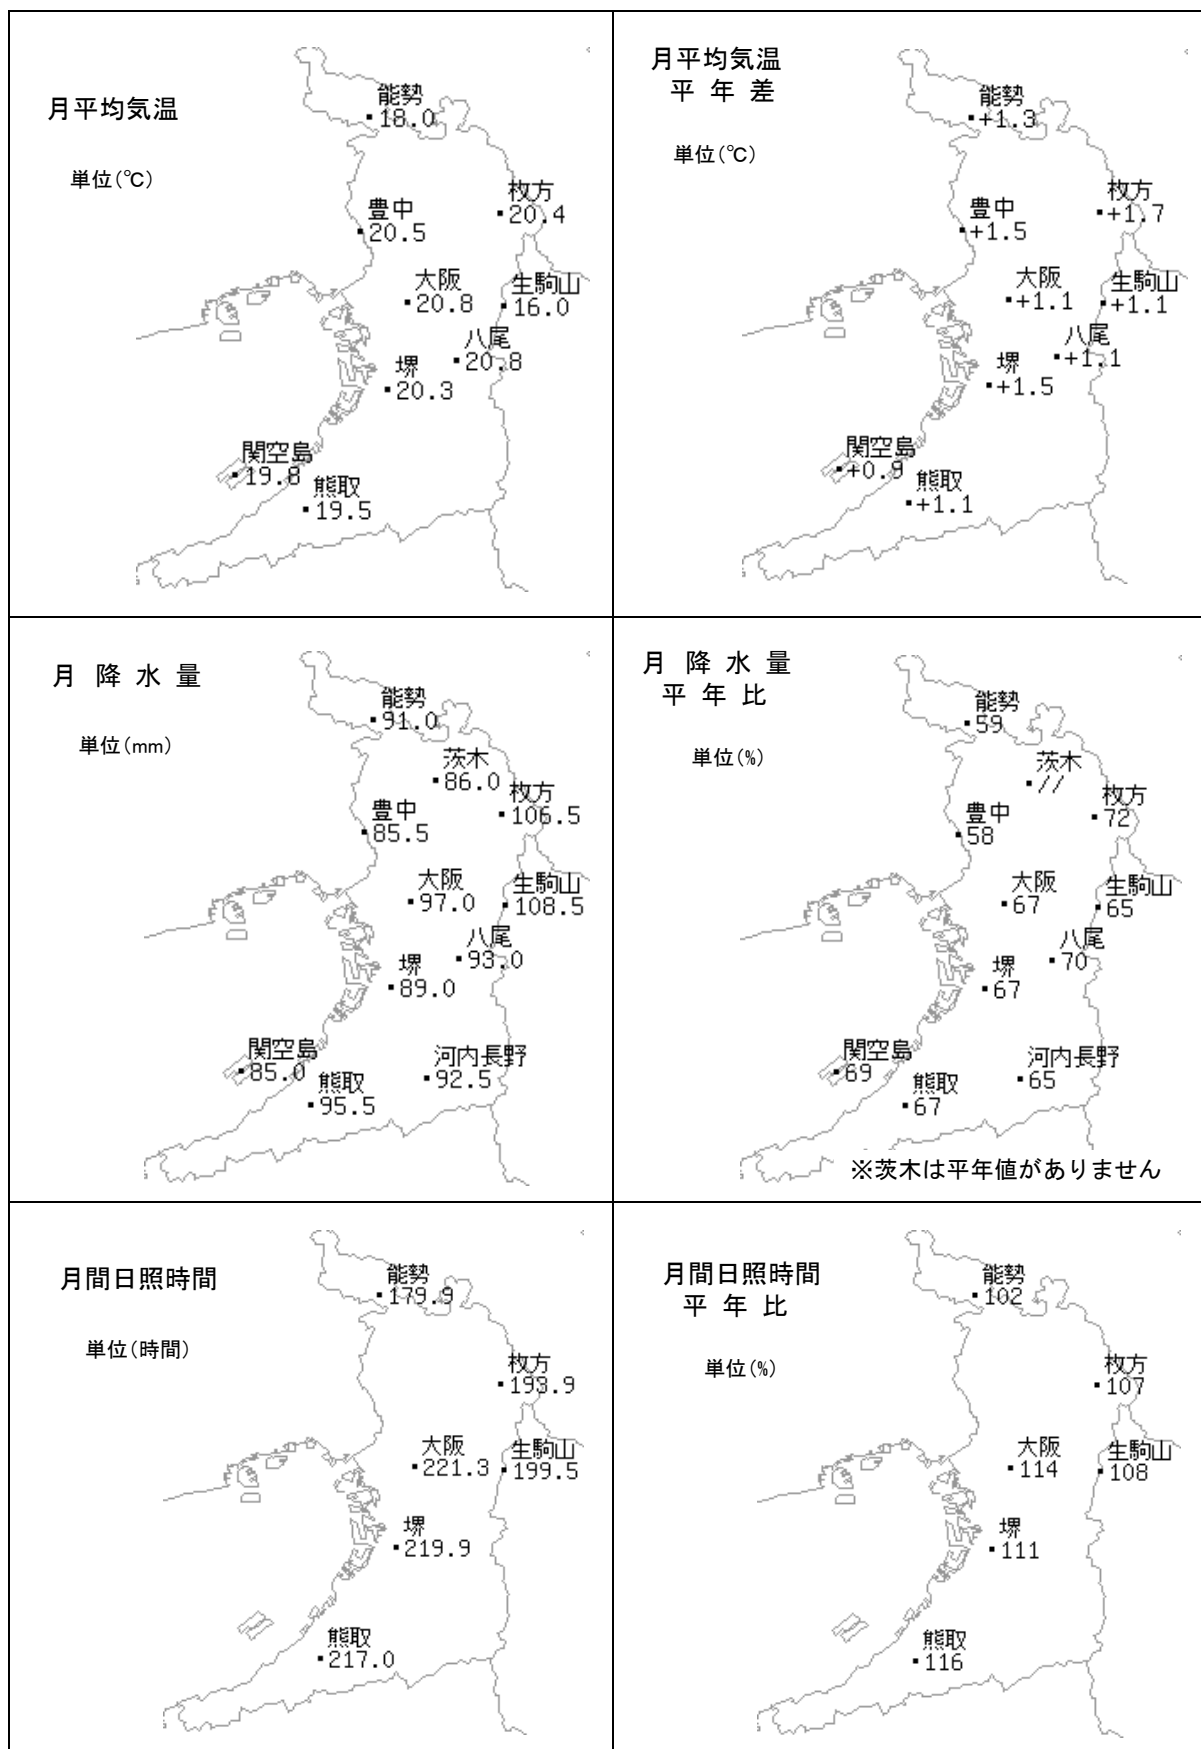 月平均気温
単位(℃)
能勢
18.0
枚方
20.4
豊中
20.5
大阪
20.8
生駒山
16.0
八尾
20.8
堺
20.3
関空島
19.8
熊取
19.5
月平均気温
平年差
単位(℃)
能勢
+1.3
枚方
+1.7
豊中
+1.5
大阪
+1.1
生駒山
+1.1
八尾
+1.1
堺
+1.5
関空島
+0.9
熊取
+1.1
月降水量
単位(mm)
能勢
91.0
茨木
86.0
枚方
106.5
豊中
85.5
大阪
97.0
生駒山
108.5
八尾
93.0
堺
89.0
関空島
85.0
河内長野
92.5
熊取
95.5
月降水量
平年比
単位(%)
能勢
59
茨木
//
枚方
72
豊中
58
大阪
67
生駒山
65
八尾
70
堺
67
関空島
69
河内長野
65
熊取
67
※茨木は平年値がありません
月間日照時間
単位(時間)
能勢
179.9
枚方
193.9
大阪
221.3
生駒山
199.5
堺
219.9
熊取
217.0
月間日照時間
平年比
単位(%)
能勢
102
枚方
107
大阪
114
生駒山
108
堺
111
熊取
116